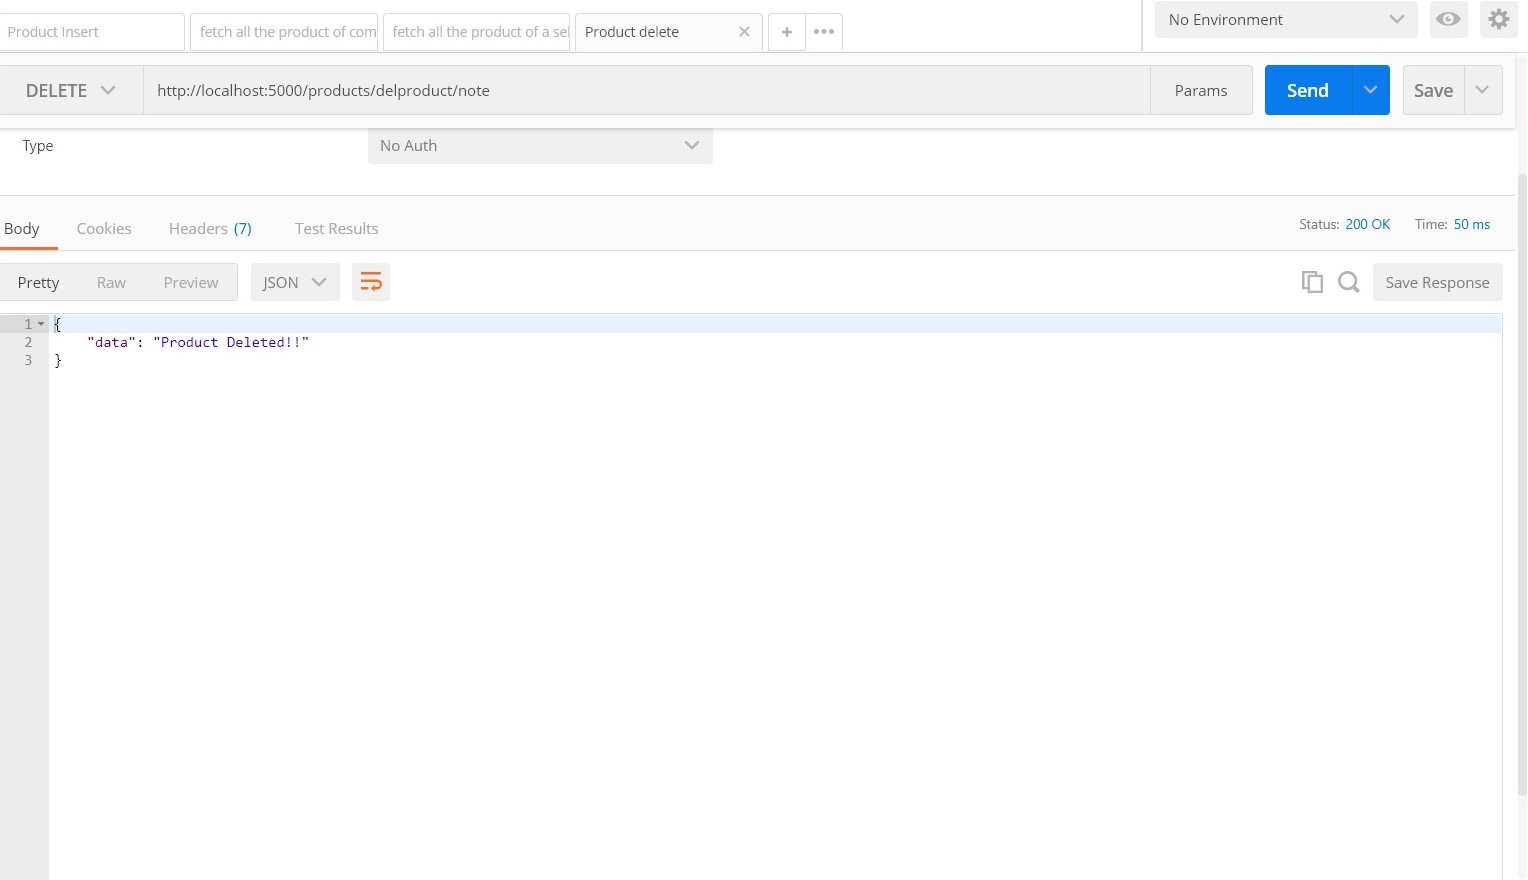 Product Insert
fetch all the product of com
fetch all the product of a sel
Product delete
No Environment
DELETE
http://localhost:5000/products/delproduct/note
Params
Send
Save
Type
No Auth
Body
Cookies
Headers (7)
Test Results
Status: 200 OK
Time: 50 ms
Pretty
Raw
Preview
JSON
Save Response
1 {
2 "data": "Product Deleted!!"
3 }